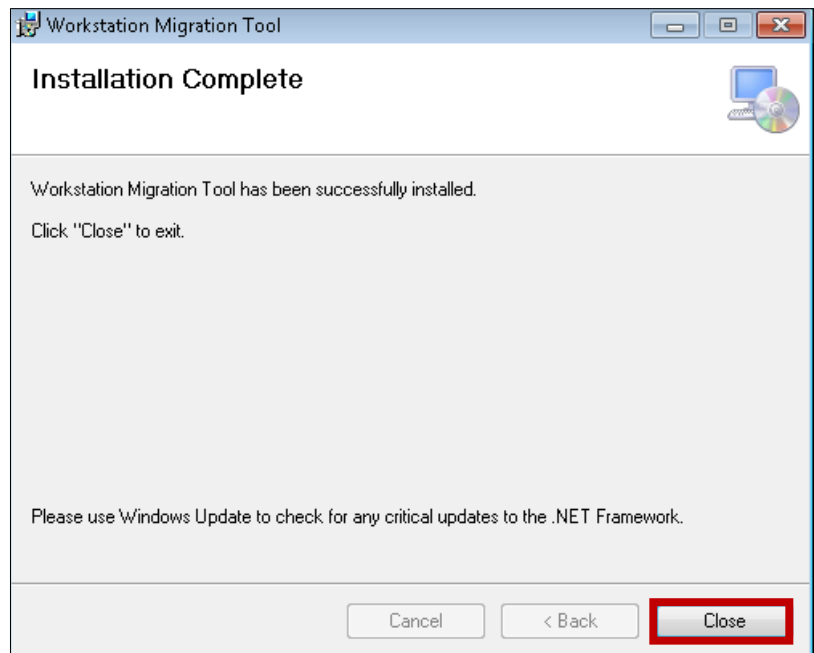 Workstation Migration Tool
Installation Complete
Workstation Migration Tool has been successfully installed.
Click "Close" to exit.
Please use Windows Update to check for any critical updates to the .NET Framework.
Cancel
< Back
Close